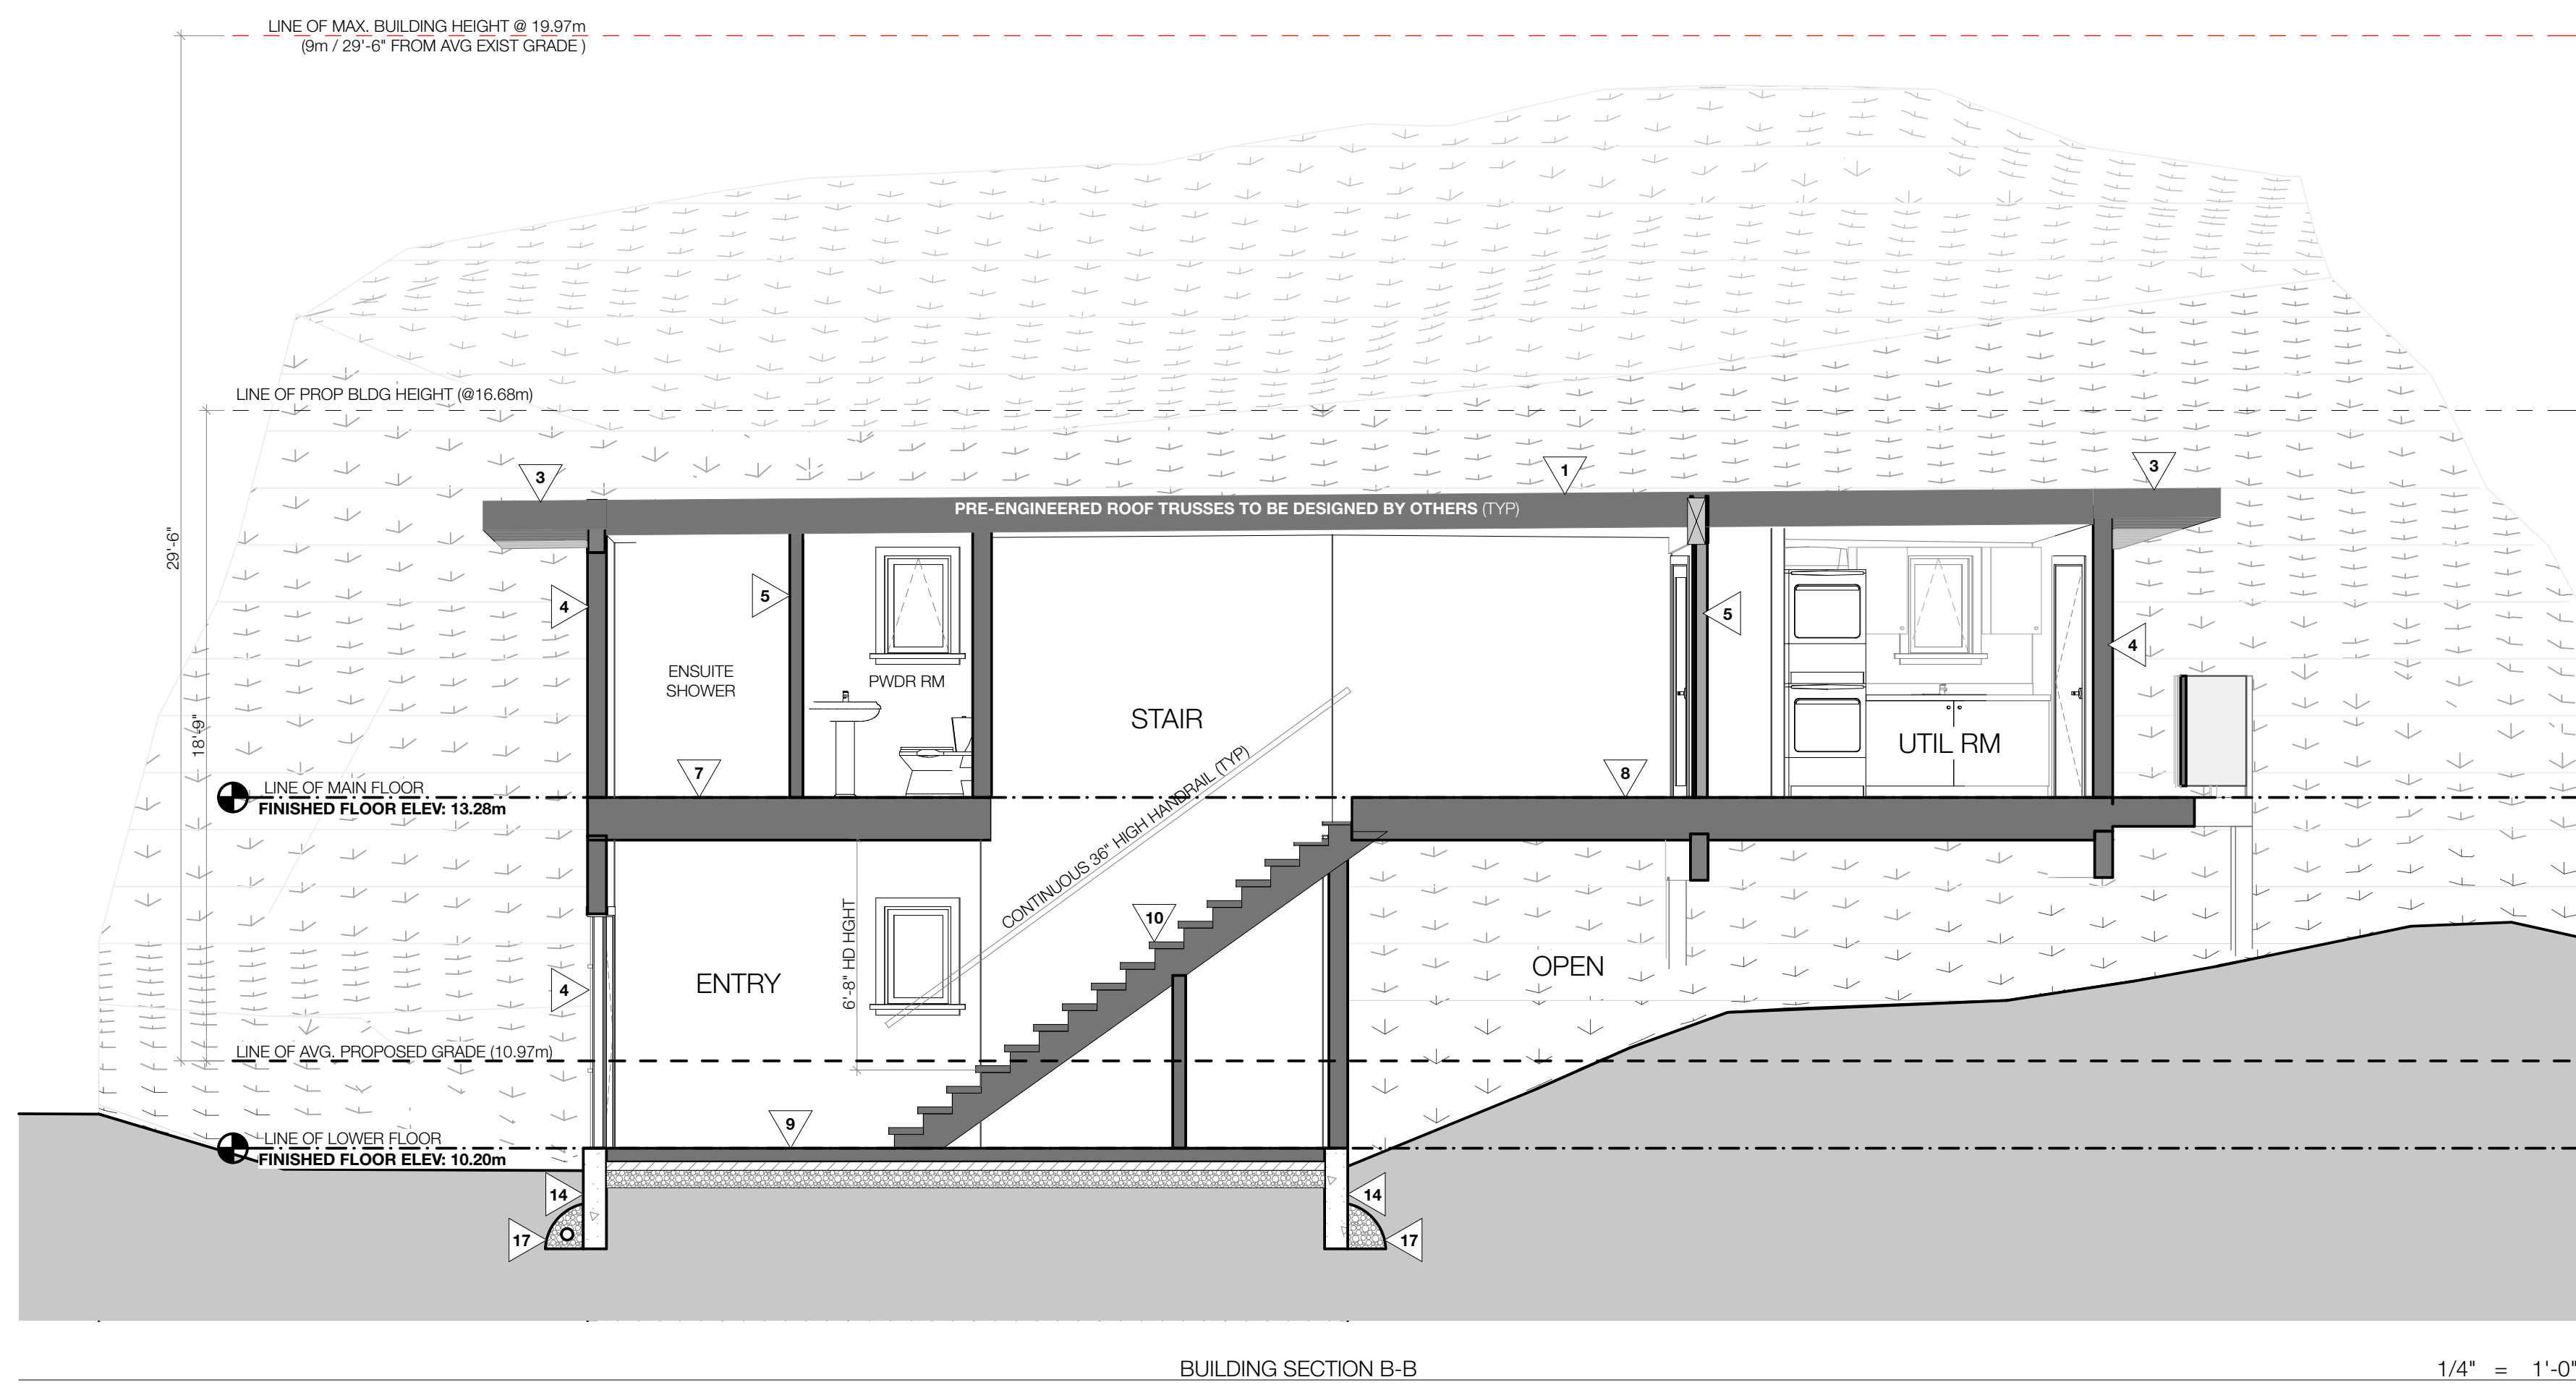 LINE OF MAX. BUILDING HEIGHT @ 19.97m
(9m / 29'-6" FROM AVG EXIST GRADE )
LINE OF PROP BLDG HEIGHT (@16.68m)
3
1
3
PRE-ENGINEERED ROOF TRUSSES TO BE DESIGNED BY OTHERS (TYP)
29'-6"
4
5
5
4
ENSUITE
SHOWER
PWDR RM
STAIR
UTIL RM
18'-9"
7
8
LINE OF MAIN FLOOR
FINISHED FLOOR ELEV: 13.28m
CONTINUOUS 36" HIGH HANDRAIL (TYP)
6'-8" HD HGHT
10
ENTRY
4
OPEN
LINE OF AVG. PROPOSED GRADE (10.97m)
9
LINE OF LOWER FLOOR
FINISHED FLOOR ELEV: 10.20m
14
14
17
17
BUILDING SECTION B-B
1/4" = 1'-0"